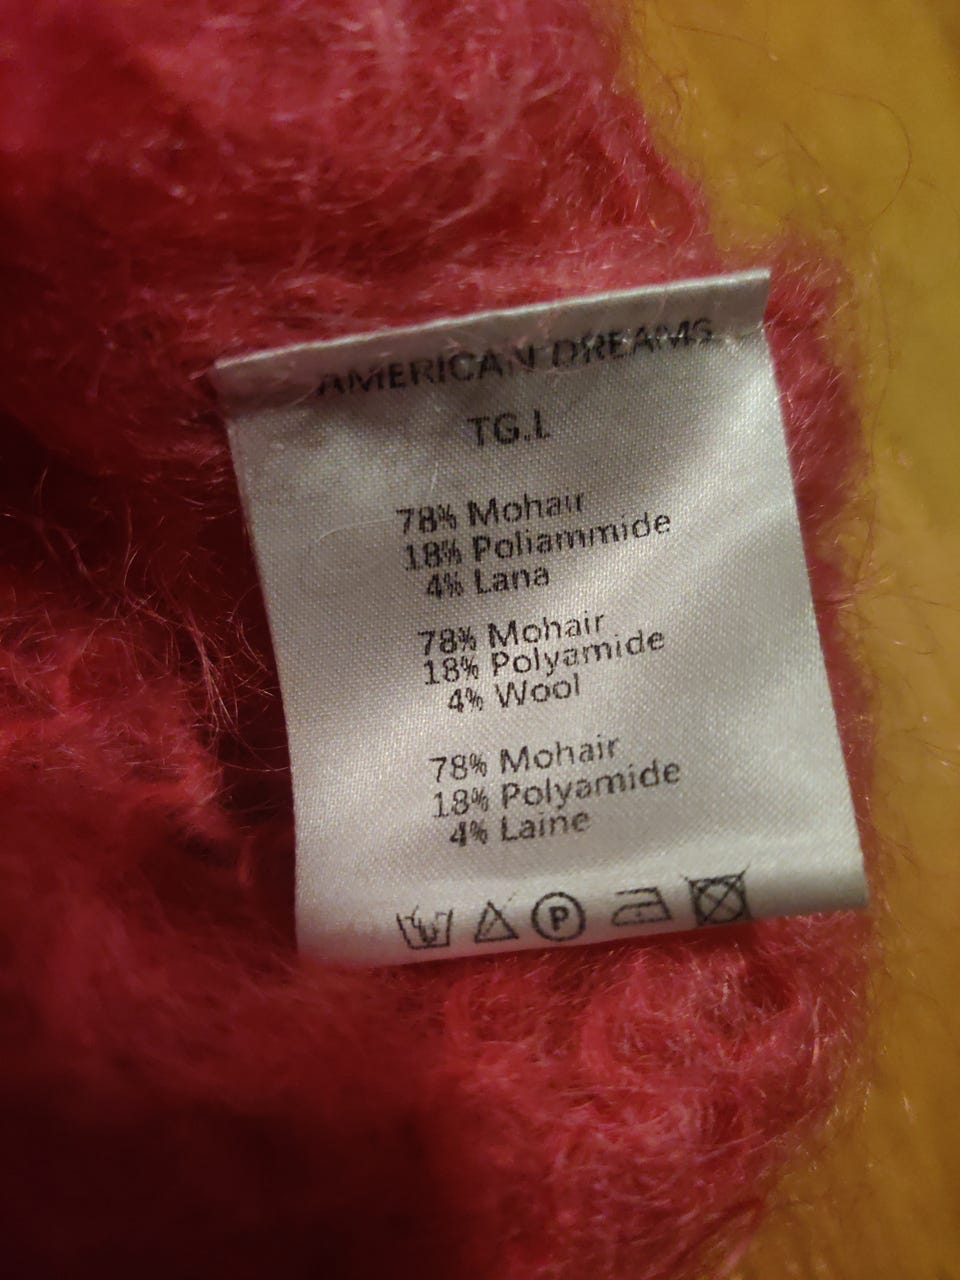 AMERICAN DREAMS
TG.L
78% Mohair
18% Poliammide
4% Lana
78% Mohair
18% Polyamide
4% Wool
78% Mohair
18% Polyamide
4% Laine
P